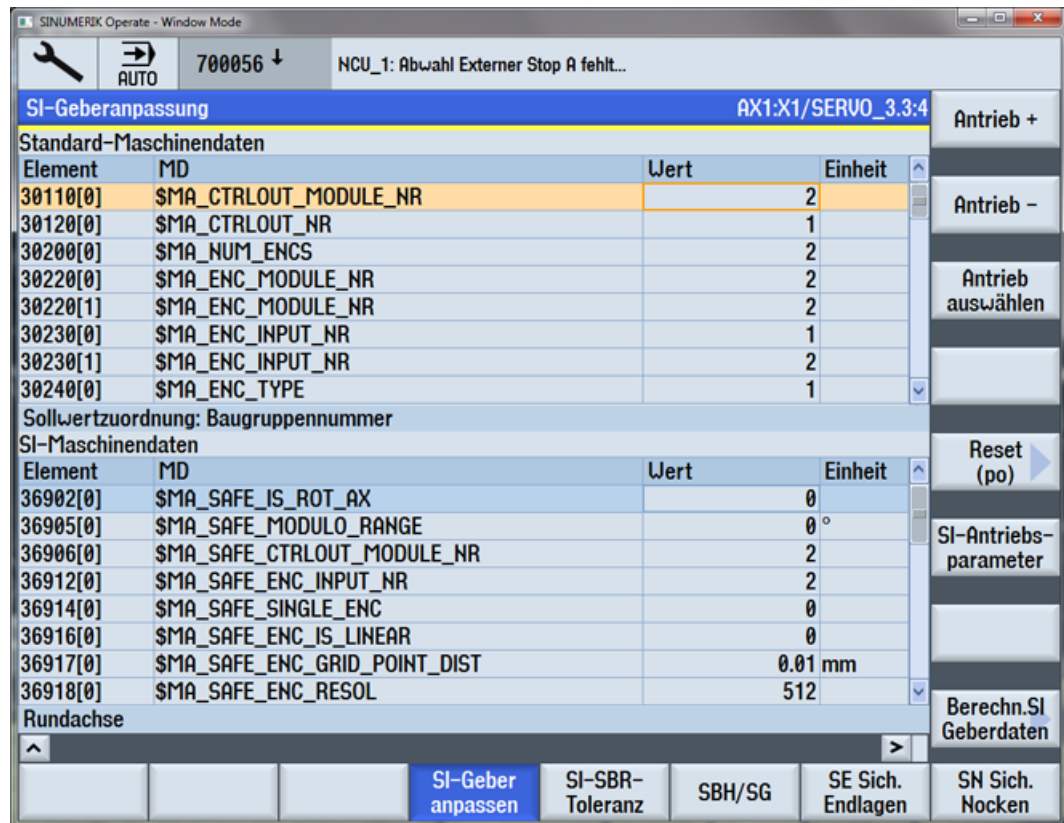 SINUMERIK Operate - Window Mode
AUTO
700056 ↓
NCU_1: Abwahl Externer Stop A fehlt...
SI-Geberanpassung AX1:X1/SERVO_3.3:4
Standard-Maschinendaten
Element MD Wert Einheit
30110[0] $MA_CTRLOUT_MODULE_NR 2
30120[0] $MA_CTRLOUT_NR 1
30200[0] $MA_NUM_ENCS 2
30220[0] $MA_ENC_MODULE_NR 2
30220[1] $MA_ENC_MODULE_NR 2
30230[0] $MA_ENC_INPUT_NR 1
30230[1] $MA_ENC_INPUT_NR 2
30240[0] $MA_ENC_TYPE 1
Sollwertzuordnung: Baugruppennummer
SI-Maschinendaten
Element MD Wert Einheit
36902[0] $MA_SAFE_IS_ROT_AX 0
36905[0] $MA_SAFE_MODULO_RANGE 0 °
36906[0] $MA_SAFE_CTRLOUT_MODULE_NR 2
36912[0] $MA_SAFE_ENC_INPUT_NR 2
36914[0] $MA_SAFE_SINGLE_ENC 0
36916[0] $MA_SAFE_ENC_IS_LINEAR 0
36917[0] $MA_SAFE_ENC_GRID_POINT_DIST 0.01 mm
36918[0] $MA_SAFE_ENC_RESOL 512
Rundachse
Antrieb +
Antrieb -
Antrieb
auswählen
Reset
(po)
SI-Antriebs-
parameter
Berechn.SI
Geberdaten
SI-Geber
anpassen
SI-SBR-
Toleranz
SBH/SG
SE Sich.
Endlagen
SN Sich.
Nocken